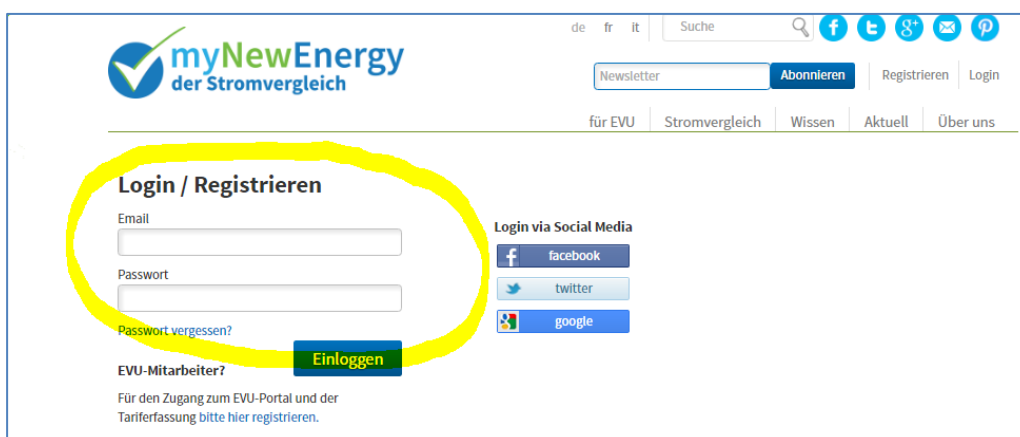 de fr it Suche
myNewEnergy
der Stromvergleich
Newsletter Abonnieren Registrieren Login
für EVU Stromvergleich Wissen Aktuell Über uns
Login / Registrieren
Email
Passwort
Passwort vergessen?
Einloggen
EVU-Mitarbeiter?
Für den Zugang zum EVU-Portal und der
Tariferfassung bitte hier registrieren.
Login via Social Media
facebook
twitter
google